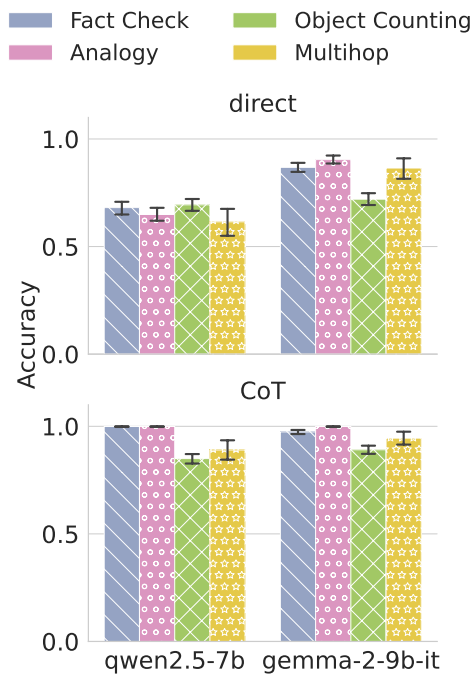 Fact Check
Object Counting
Analogy
Multihop
direct
1.0
0.5
0.0
Accuracy
CoT
1.0
0.5
0.0
qwen2.5-7b
gemma-2-9b-it